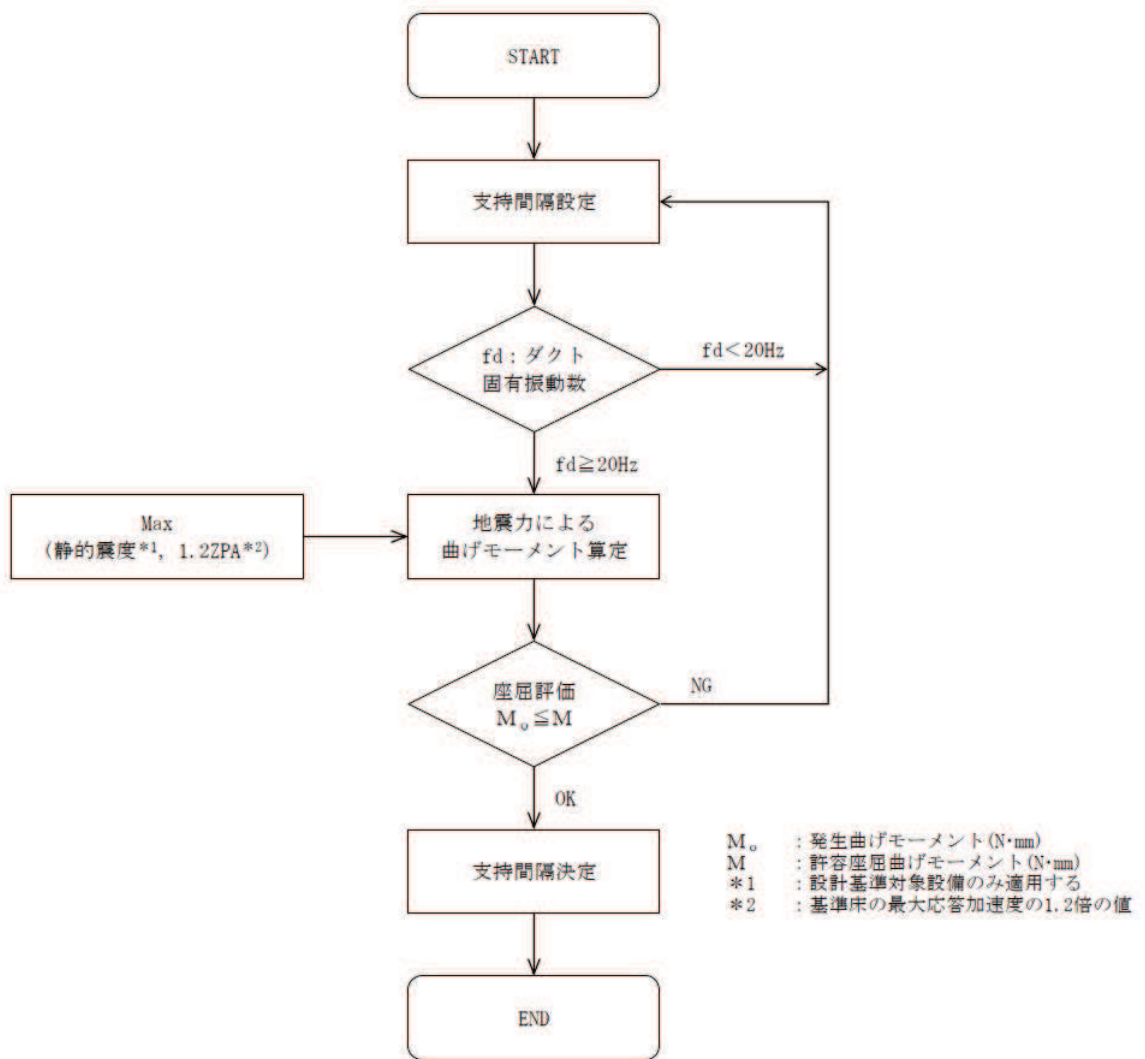 START
支持間隔設定
fd：ダクト
固有振動数
fd＜20Hz
fd≧20Hz
Max
(静的震度*1, 1.2ZPA*2)
地震力による
曲げモーメント算定
座屈評価
Mo≦M
NG
OK
支持間隔決定
Mo ：発生曲げモーメント(N･mm)
M ：許容座屈曲げモーメント(N･mm)
*1 ：設計基準対象設備のみ適用する
*2 ：基準床の最大応答加速度の1.2倍の値
END